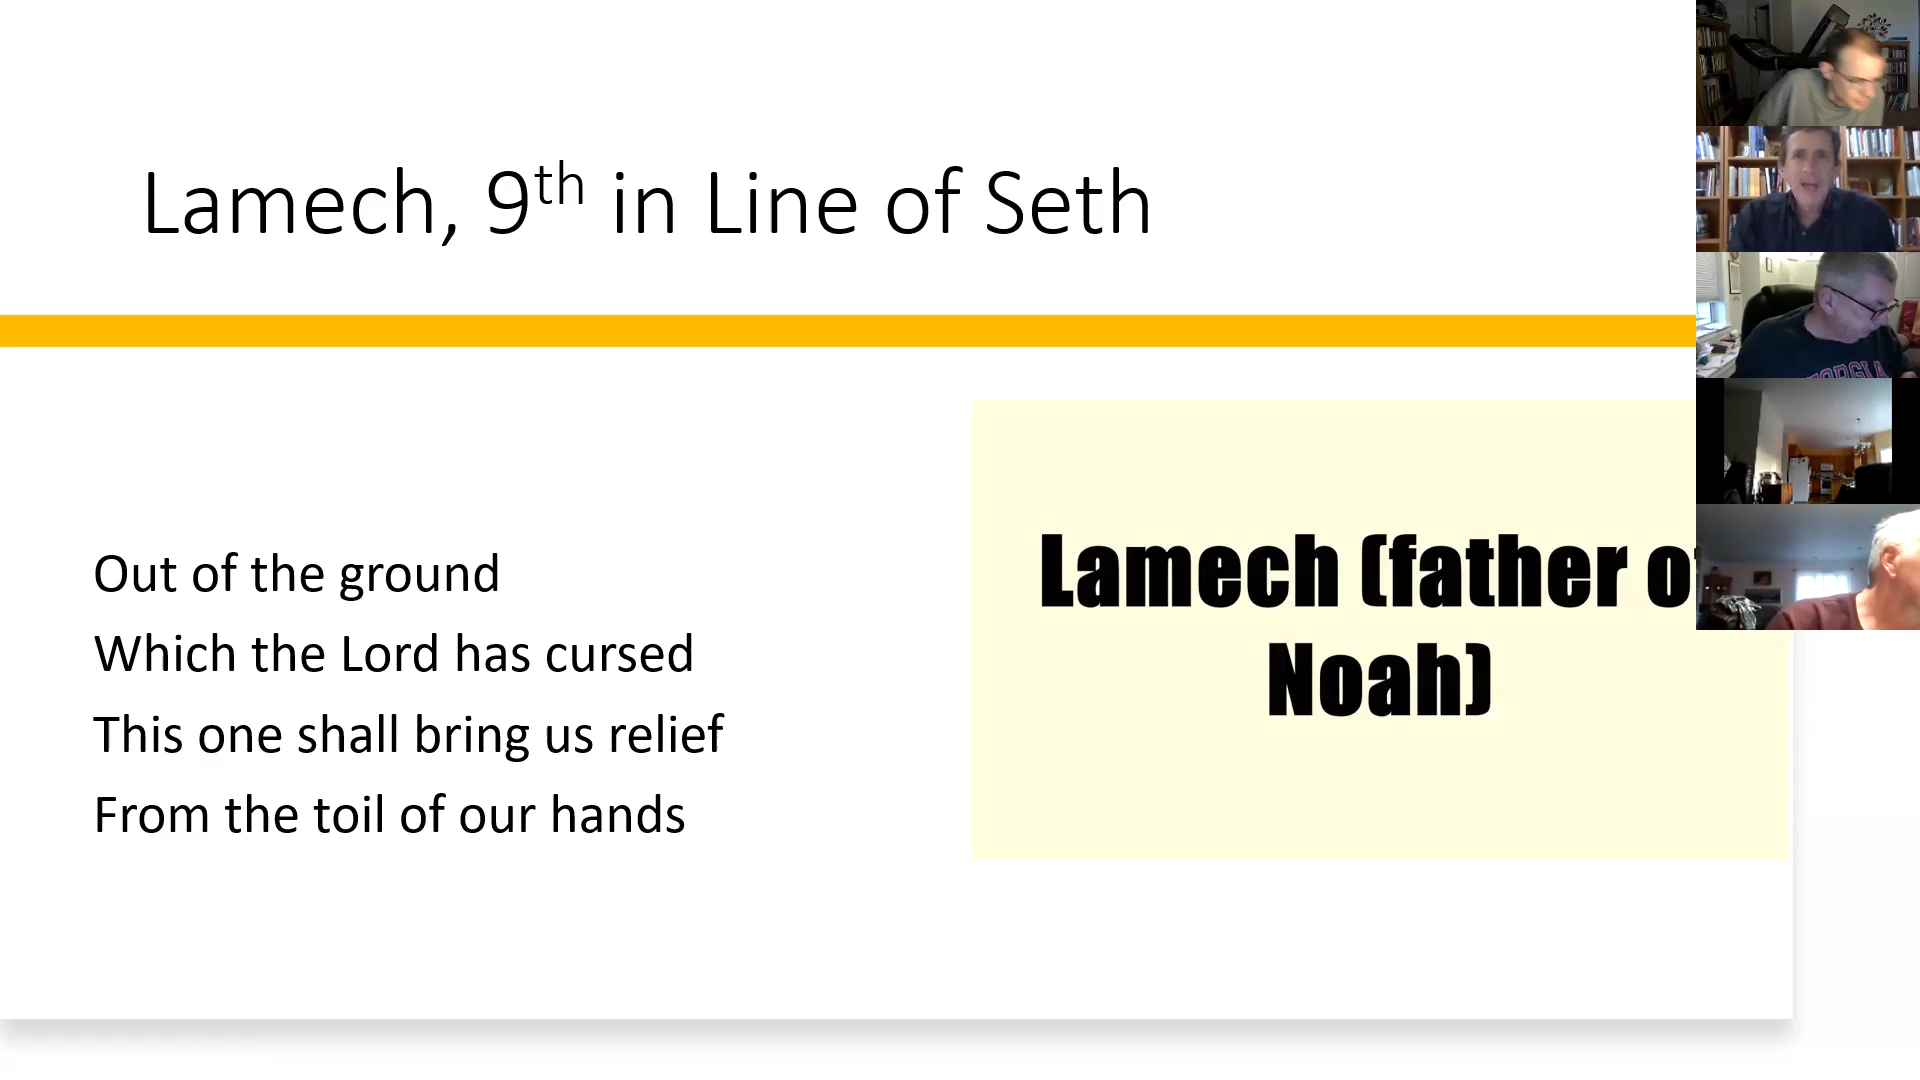 Lamech, 9th in Line of Seth
Out of the ground
Which the Lord has cursed
This one shall bring us relief
From the toil of our hands
Lamech (father
Noah)